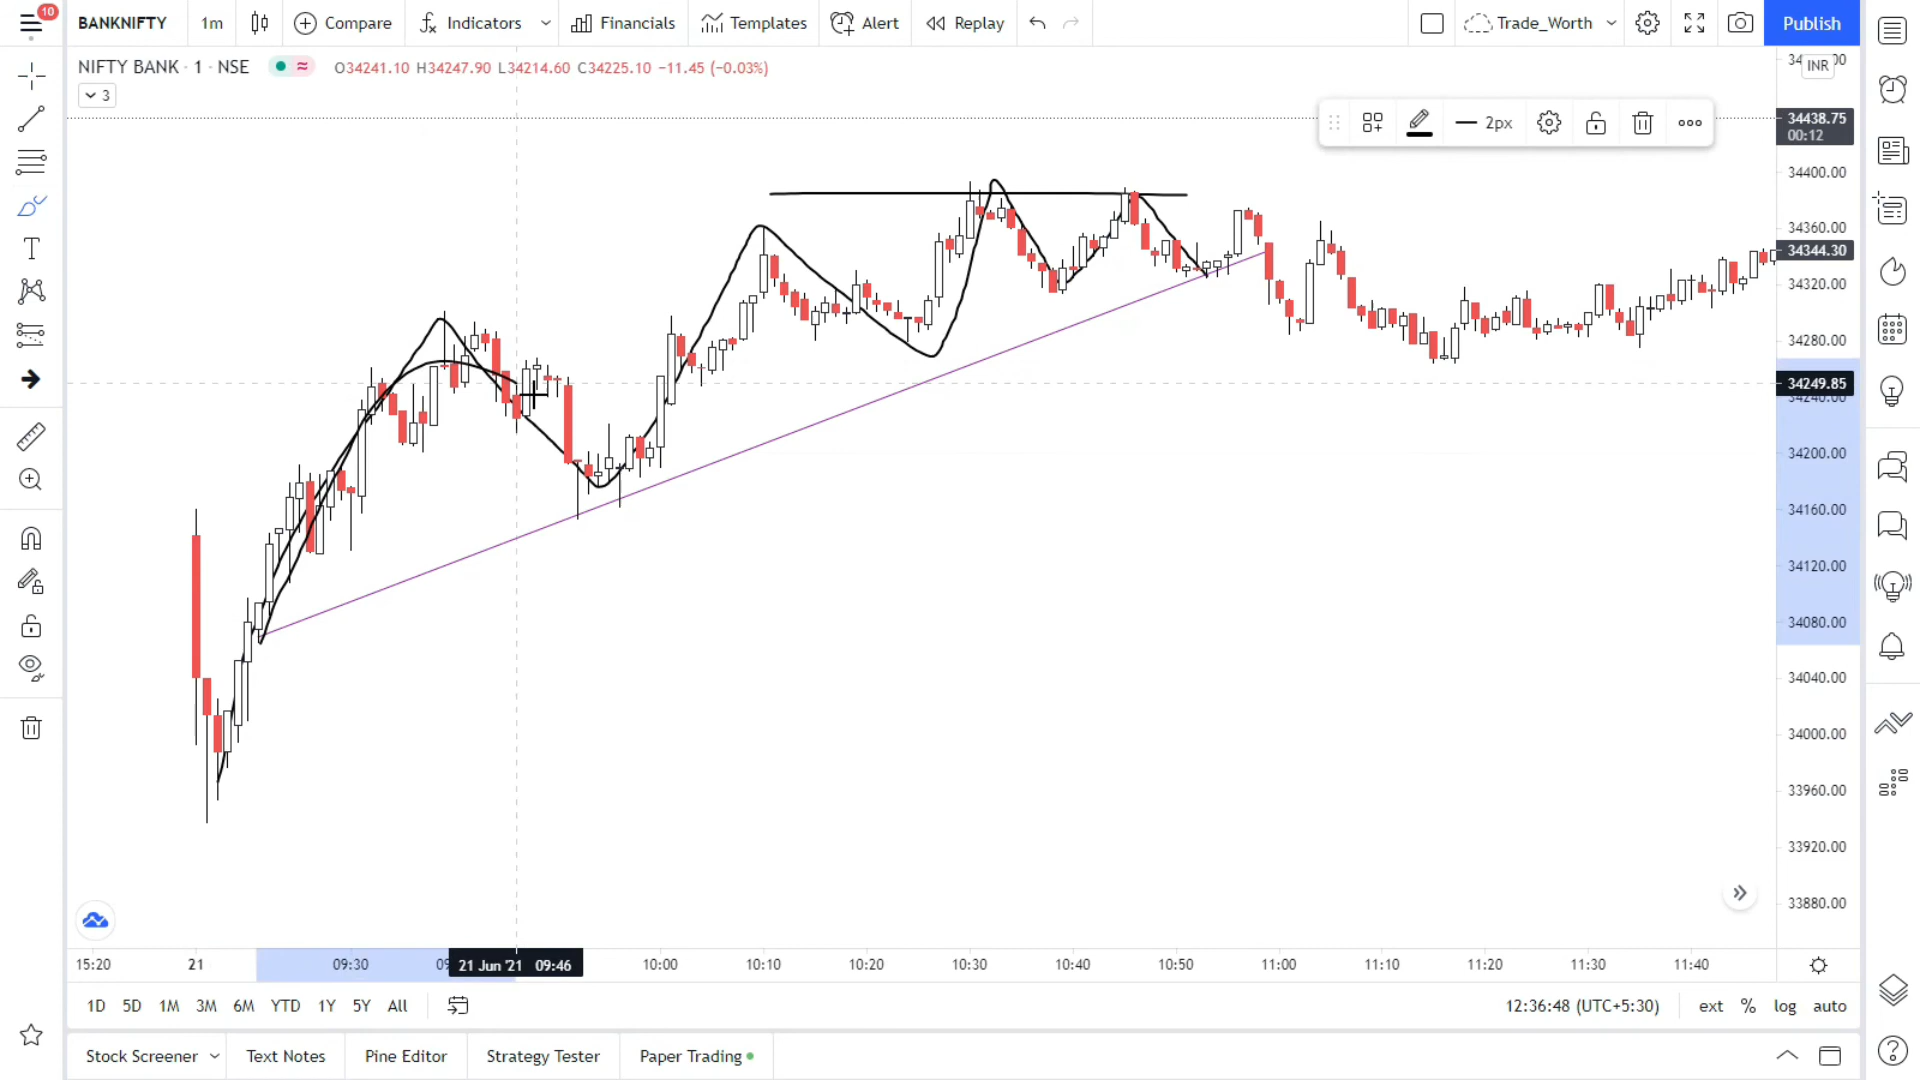 10
BANKNIFTY 1m Compare Indicators Financials Templates Alert Replay Trade_Worth Publish
NIFTY BANK · 1 · NSE O34241.10 H34247.90 L34214.60 C34225.10 −11.45 (−0.03%)
INR
3
2px
34438.75
00:12
34400.00
34360.00
34344.30
34320.00
34280.00
34249.85
34240.00
34200.00
34160.00
34120.00
34080.00
34040.00
34000.00
33960.00
33920.00
33880.00
15:20 21 09:30 21 Jun '21 09:46 10:00 10:10 10:20 10:30 10:40 10:50 11:00 11:10 11:20 11:30 11:40
1D 5D 1M 3M 6M YTD 1Y 5Y All 12:36:48 (UTC+5:30) ext % log auto
Stock Screener Text Notes Pine Editor Strategy Tester Paper Trading